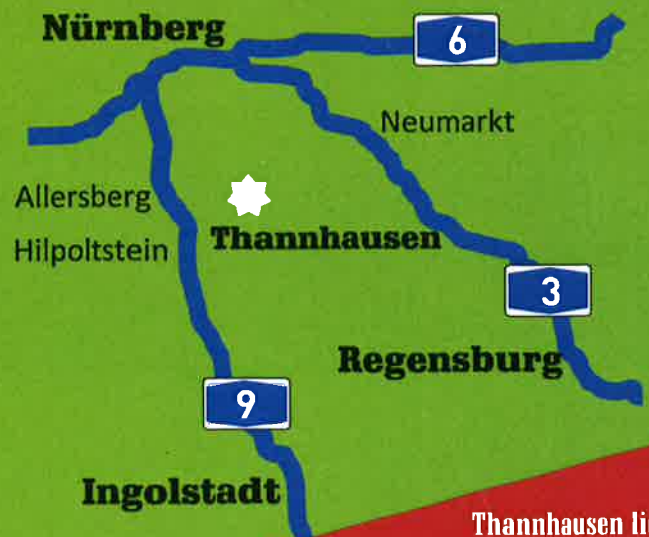 Nürnberg
6
Neumarkt
Allersberg
Hilpoltstein
Thannhausen
3
Regensburg
9
Ingolstadt
Thannhausen